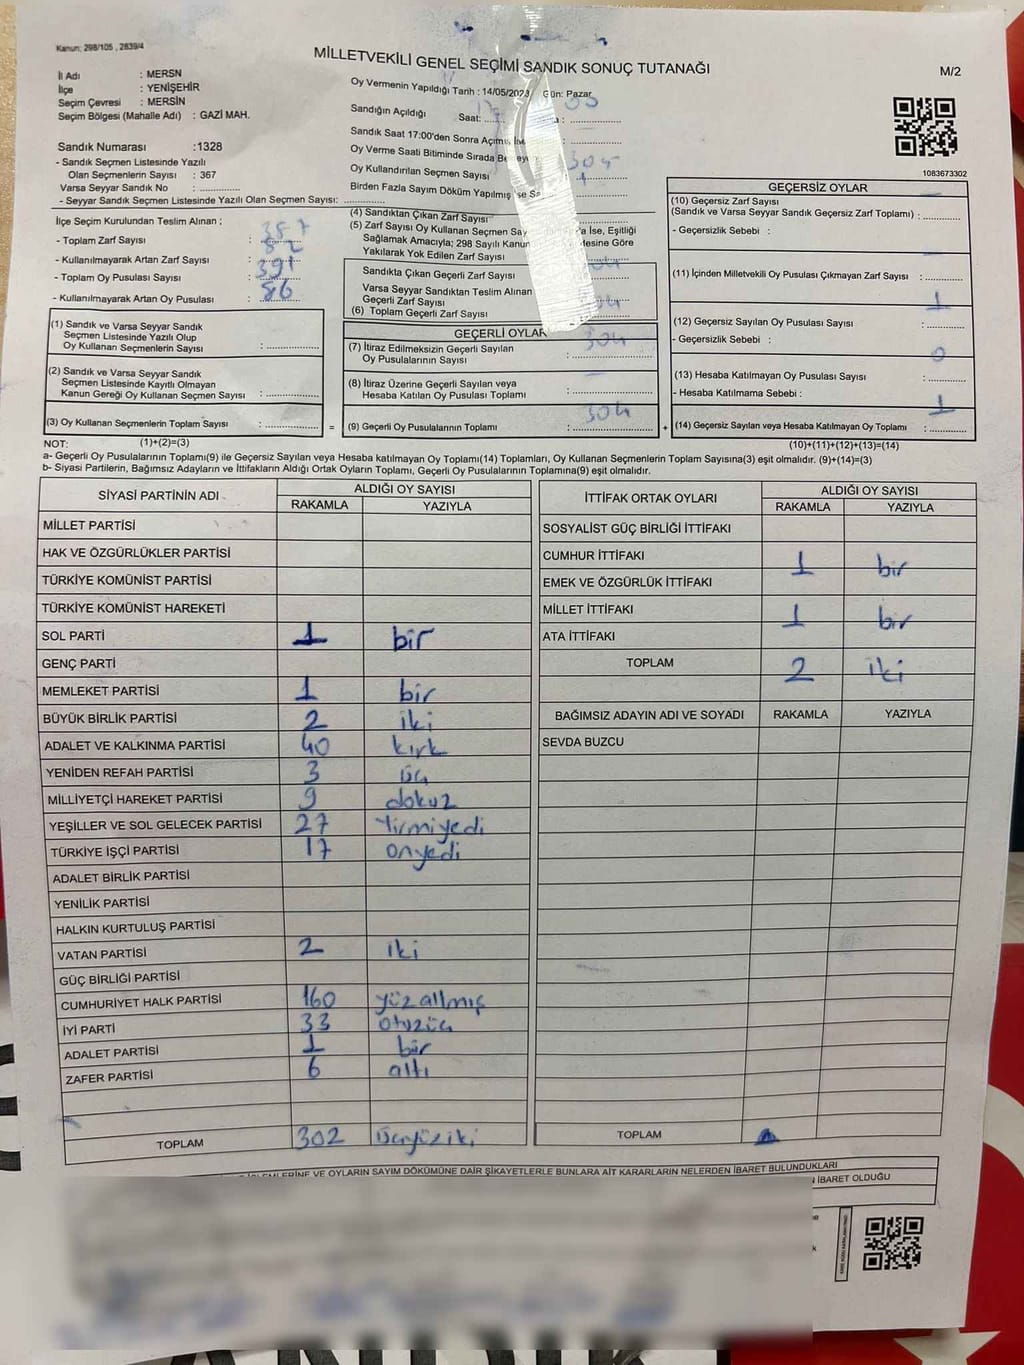 Kanun: 298/105 , 2839/4
MİLLETVEKİLİ GENEL SEÇİMİ SANDIK SONUÇ TUTANAĞI
M/2
İl Adı : MERSN
İlçe : YENİŞEHİR
Seçim Çevresi : MERSİN
Seçim Bölgesi (Mahalle Adı) : GAZİ MAH.
Sandık Numarası :1328
- Sandık Seçmen Listesinde Yazılı
Olan Seçmenlerin Sayısı : 367
Varsa Seyyar Sandık No :
- Seyyar Sandık Seçmen Listesinde Yazılı Olan Seçmen Sayısı:
Oy Vermenin Yapıldığı Tarih : 14/05/2023 Gün: Pazar
Sandığın Açıldığı Saat:
Sandık Saat 17:00'den Sonra
Oy Verme Saati Bitiminde Sırada
Oy Kullandırılan Seçmen Sayısı 304
Birden Fazla Sayım Döküm Yapılmış 1
1083673302
İlçe Seçim Kurulundan Teslim Alınan ;
- Toplam Zarf Sayısı : 387
- Kullanılmayarak Artan Zarf Sayısı : 82
- Toplam Oy Pusulası Sayısı : 391
- Kullanılmayarak Artan Oy Pusulası : 86
(1) Sandık ve Varsa Seyyar Sandık
Seçmen Listesinde Yazılı Olup
Oy Kullanan Seçmenlerin Sayısı :
(2) Sandık ve Varsa Seyyar Sandık
Seçmen Listesinde Kayıtlı Olmayan
Kanun Gereği Oy Kullanan Seçmen Sayısı :
(3) Oy Kullanan Seçmenlerin Toplam Sayısı : =
(4) Sandıktan Çıkan Zarf Sayısı
(5) Zarf Sayısı Oy Kullanan Seçmen İse, Eşitliği
Sağlamak Amacıyla; 298 Sayılı Göre
Yakılarak Yok Edilen Zarf Sayısı
Sandıkta Çıkan Geçerli Zarf Sayısı
Varsa Seyyar Sandıktan Teslim Alınan
Geçerli Zarf Sayısı
(6) Toplam Geçerli Zarf Sayısı
GEÇERLİ OYLAR
(7) İtiraz Edilmeksizin Geçerli Sayılan
Oy Pusulalarının Sayısı : 304
(8) İtiraz Üzerine Geçerli Sayılan veya
Hesaba Katılan Oy Pusulası Toplamı : –
(9) Geçerli Oy Pusulalarının Toplamı : 304 +
GEÇERSİZ OYLAR
(10) Geçersiz Zarf Sayısı
(Sandık ve Varsa Seyyar Sandık Geçersiz Zarf Toplamı) :
- Geçersizlik Sebebi :
(11) İçinden Milletvekili Oy Pusulası Çıkmayan Zarf Sayısı :
(12) Geçersiz Sayılan Oy Pusulası Sayısı : 1
- Geçersizlik Sebebi :
(13) Hesaba Katılmayan Oy Pusulası Sayısı : 0
- Hesaba Katılmama Sebebi :
(14) Geçersiz Sayılan veya Hesaba Katılmayan Oy Toplamı : 1
NOT: (1)+(2)=(3)
(10)+(11)+(12)+(13)=(14)
a- Geçerli Oy Pusulalarının Toplamı(9) ile Geçersiz Sayılan veya Hesaba katılmayan Oy Toplamı(14) Toplamları, Oy Kullanan Seçmenlerin Toplam Sayısına(3) eşit olmalıdır. (9)+(14)=(3)
b- Siyasi Partilerin, Bağımsız Adayların ve İttifakların Aldığı Ortak Oyların Toplamı, Geçerli Oy Pusulalarının Toplamına(9) eşit olmalıdır.
SİYASİ PARTİNİN ADI
ALDIĞI OY SAYISI
RAKAMLA YAZIYLA
MİLLET PARTİSİ
HAK VE ÖZGÜRLÜKLER PARTİSİ
TÜRKİYE KOMÜNİST PARTİSİ
TÜRKİYE KOMÜNİST HAREKETİ
SOL PARTİ 1 bir
GENÇ PARTİ
MEMLEKET PARTİSİ 1 bir
BÜYÜK BİRLİK PARTİSİ 2 iki
ADALET VE KALKINMA PARTİSİ 40 kırk
YENİDEN REFAH PARTİSİ 3 üç
MİLLİYETÇİ HAREKET PARTİSİ 9 dokuz
YEŞİLLER VE SOL GELECEK PARTİSİ 27 Yirmiyedi
TÜRKİYE İŞÇİ PARTİSİ 17 onyedi
ADALET BİRLİK PARTİSİ
YENİLİK PARTİSİ
HALKIN KURTULUŞ PARTİSİ
VATAN PARTİSİ 2 iki
GÜÇ BİRLİĞİ PARTİSİ
CUMHURİYET HALK PARTİSİ 160 yüz altmış
İYİ PARTİ 33 otuzüç
ADALET PARTİSİ 1 bir
ZAFER PARTİSİ 6 altı
TOPLAM 302 üçyüziki
İTTİFAK ORTAK OYLARI
ALDIĞI OY SAYISI
RAKAMLA YAZIYLA
SOSYALİST GÜÇ BİRLİĞİ İTTİFAKI
CUMHUR İTTİFAKI 1 bir
EMEK VE ÖZGÜRLÜK İTTİFAKI
MİLLET İTTİFAKI 1 bir
ATA İTTİFAKI
TOPLAM 2 iki
BAĞIMSIZ ADAYIN ADI VE SOYADI RAKAMLA YAZIYLA
SEVDA BUZCU
TOPLAM
VE OYLARIN SAYIM DÖKÜMÜNE DAİR ŞİKAYETLERLE BUNLARA AİT KARARLARIN NELERDEN İBARET BULUNDUKLARI
İBARET OLDUĞU